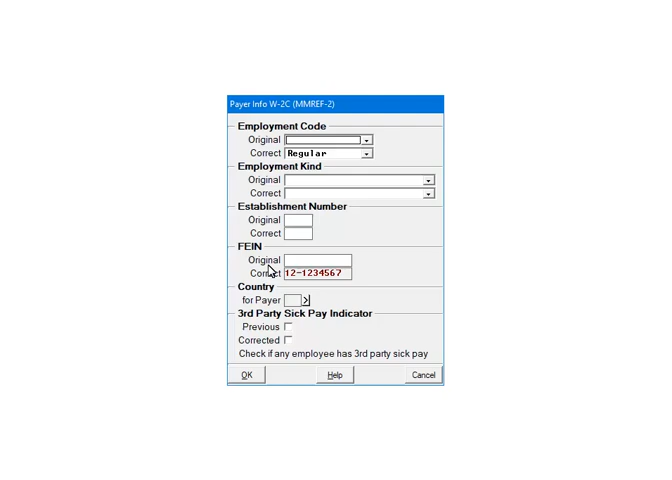 Payer Info W-2C (MMREF-2)
Employment Code
Original
Correct Regular
Employment Kind
Original
Correct
Establishment Number
Original
Correct
FEIN
Original
Correct 12-1234567
Country
for Payer >
3rd Party Sick Pay Indicator
Previous
Corrected
Check if any employee has 3rd party sick pay
OK Help Cancel